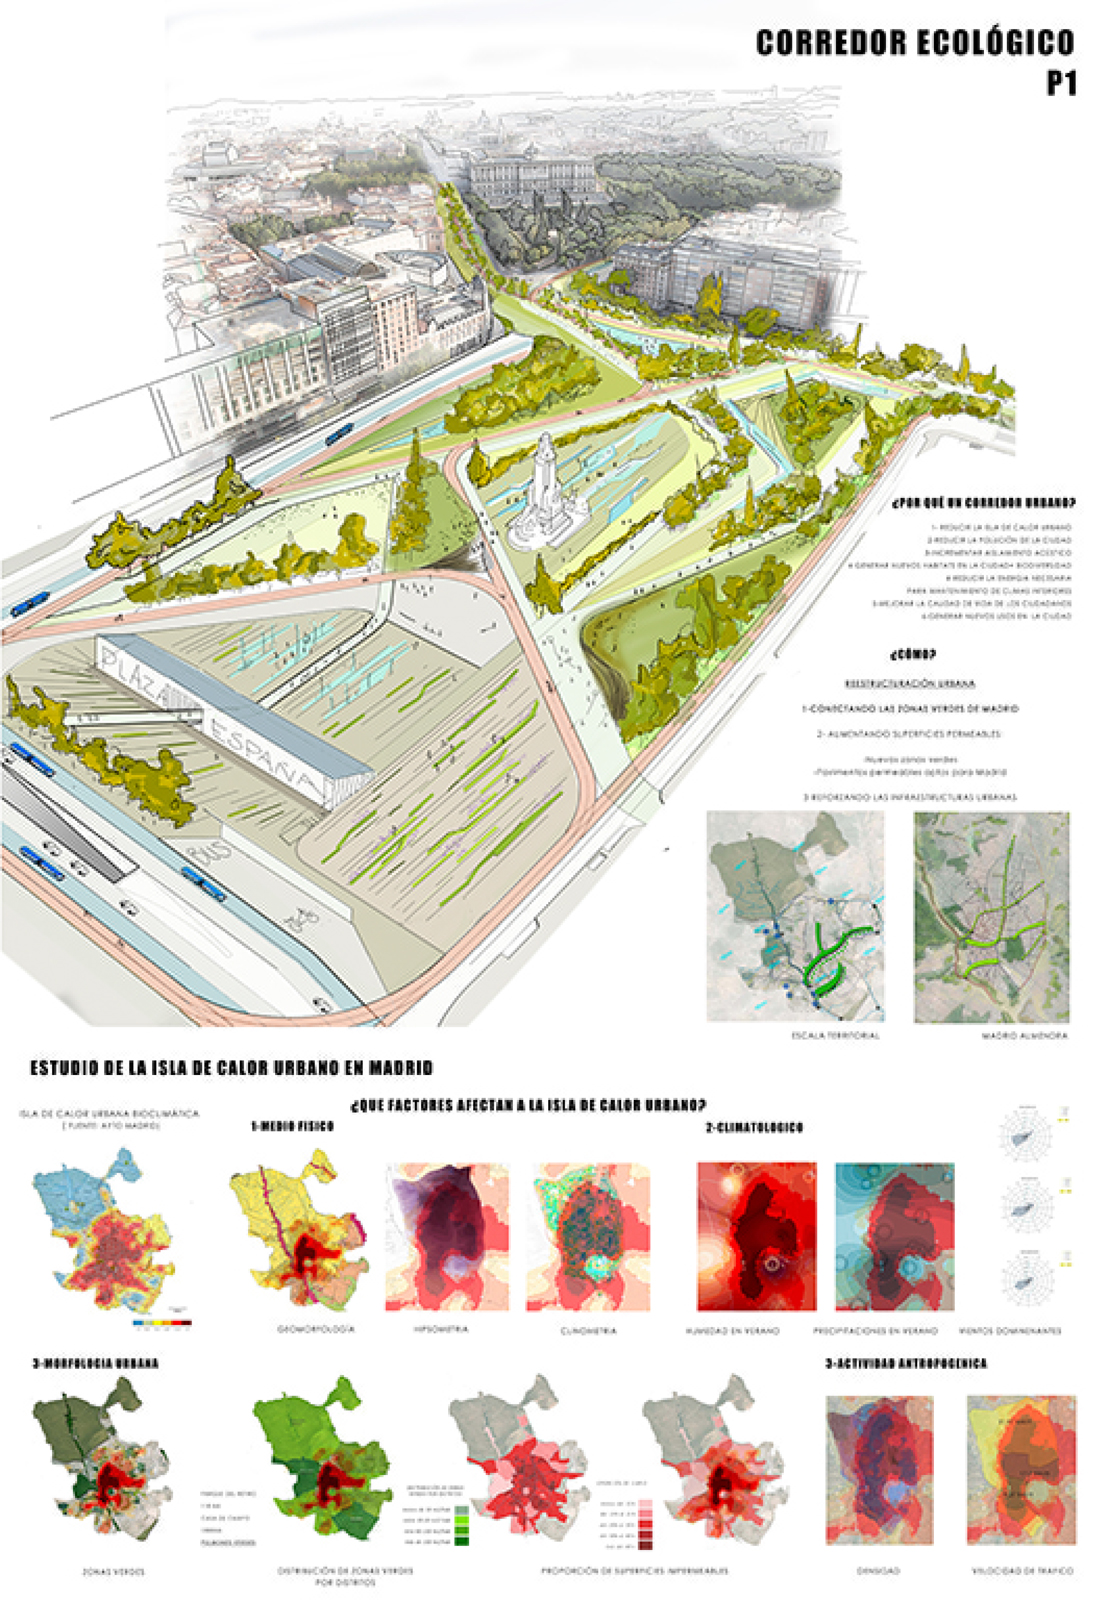 CORREDOR ECOLÓGICO
P1
PLAZA
ESPAÑA
BUS
¿POR QUÉ UN CORREDOR URBANO?
1- REDUCIR LA ISLA DE CALOR URBANO
2-REDUCIR LA POLUCIÓN DE LA CIUDAD
3-INCREMENTAR AISLAMIENTO ACÚSTICO
4 GENERAR NUEVOS HABITATS EN LA CIUDAD+ BIODIVERSIDAD
REDUCIR LA ENERGIA NECESARIA
PARA MANTENIMIENTO DE CLIMAS INTERIORES
5-MEJORAR LA CALIDAD DE VIDA DE LOS CIUDADANOS
6-GENERAR NUEVOS USOS EN LA CIUDAD
¿CÓMO?
REESTRUCTURACIÓN URBANA
1-CONECTANDO LAS ZONAS VERDES DE MADRID
2- AUMENTANDO SUPERFICIES PERMEABLES:
-Nuevas zonas verdes
-Pavimentos permeables aptos para Madrid
3 REFORZANDO LAS INFRAESTRUCTURAS URBANAS
ESCALA TERRITORIAL
MADRID ALMENDRA
ESTUDIO DE LA ISLA DE CALOR URBANO EN MADRID
ISLA DE CALOR URBANA BIOCLIMÁTICA
( FUENTE: AYTO MADRID)
¿QUE FACTORES AFECTAN A LA ISLA DE CALOR URBANO?
1-MEDIO FISICO
2-CLIMATOLOGICO
GEOMORFOLOGÍA
HIPSOMETRIA
CLINOMETRIA
HUMEDAD EN VERANO
PRECIPITACIONES EN VERANO
VIENTOS DOMINANTES
3-MORFOLOGIA URBANA
3-ACTIVIDAD ANTROPOGENICA
PARQUE DEL RETIRO
CASA DE CAMPO
PULMONES VERDES
ZONAS VERDES
DISTRIBUCIÓN DE ZONAS VERDES
POR DISTRITOS
PROPORCIÓN DE SUPERFICIES IMPERMEABLES
DENSIDAD
VELOCIDAD DE TRAFICO